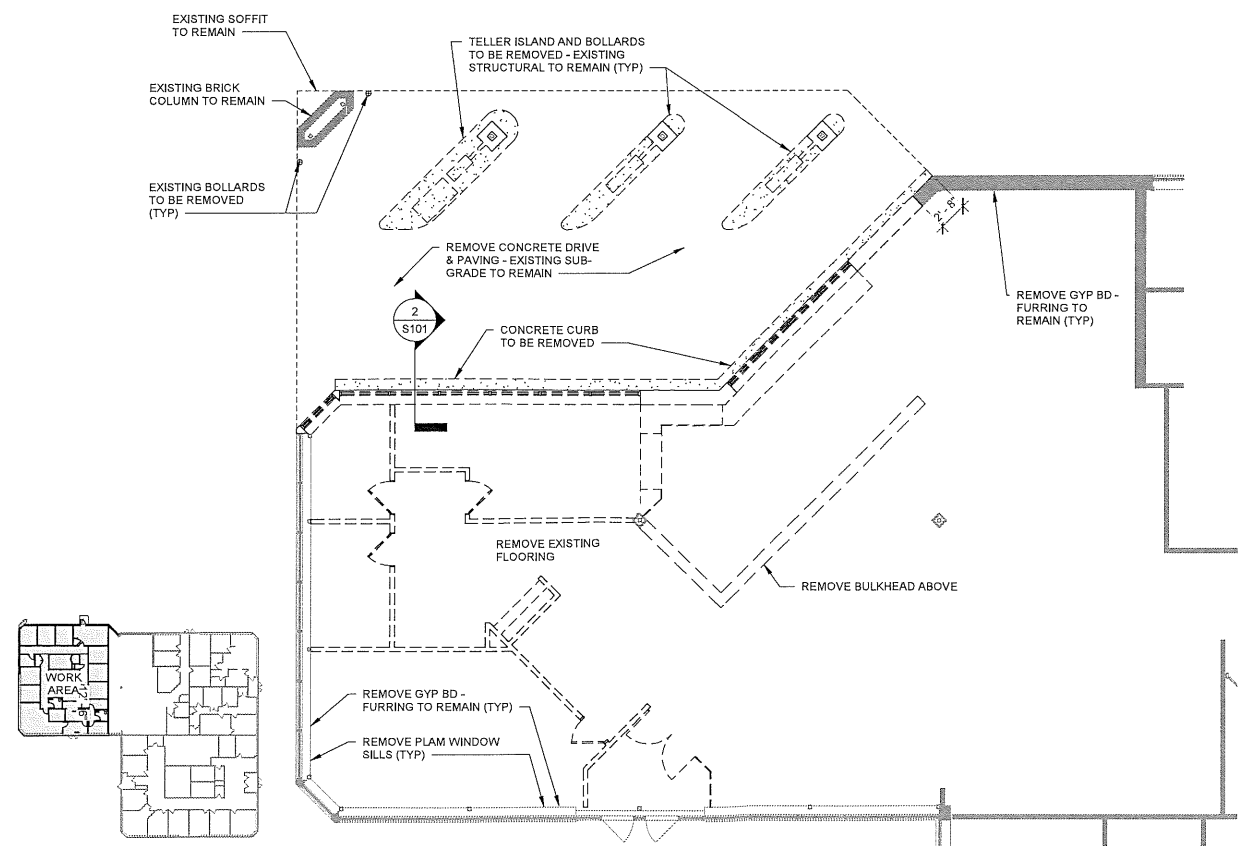 EXISTING SOFFIT
TO REMAIN
TELLER ISLAND AND BOLLARDS
TO BE REMOVED - EXISTING
STRUCTURAL TO REMAIN (TYP)
EXISTING BRICK
COLUMN TO REMAIN
EXISTING BOLLARDS
TO BE REMOVED
(TYP)
2' - 8"
REMOVE CONCRETE DRIVE
& PAVING - EXISTING SUB-
GRADE TO REMAIN
REMOVE GYP BD -
FURRING TO
REMAIN (TYP)
2
S101
CONCRETE CURB
TO BE REMOVED
REMOVE EXISTING
FLOORING
REMOVE BULKHEAD ABOVE
WORK
AREA
REMOVE GYP BD -
FURRING TO REMAIN (TYP)
REMOVE PLAM WINDOW
SILLS (TYP)